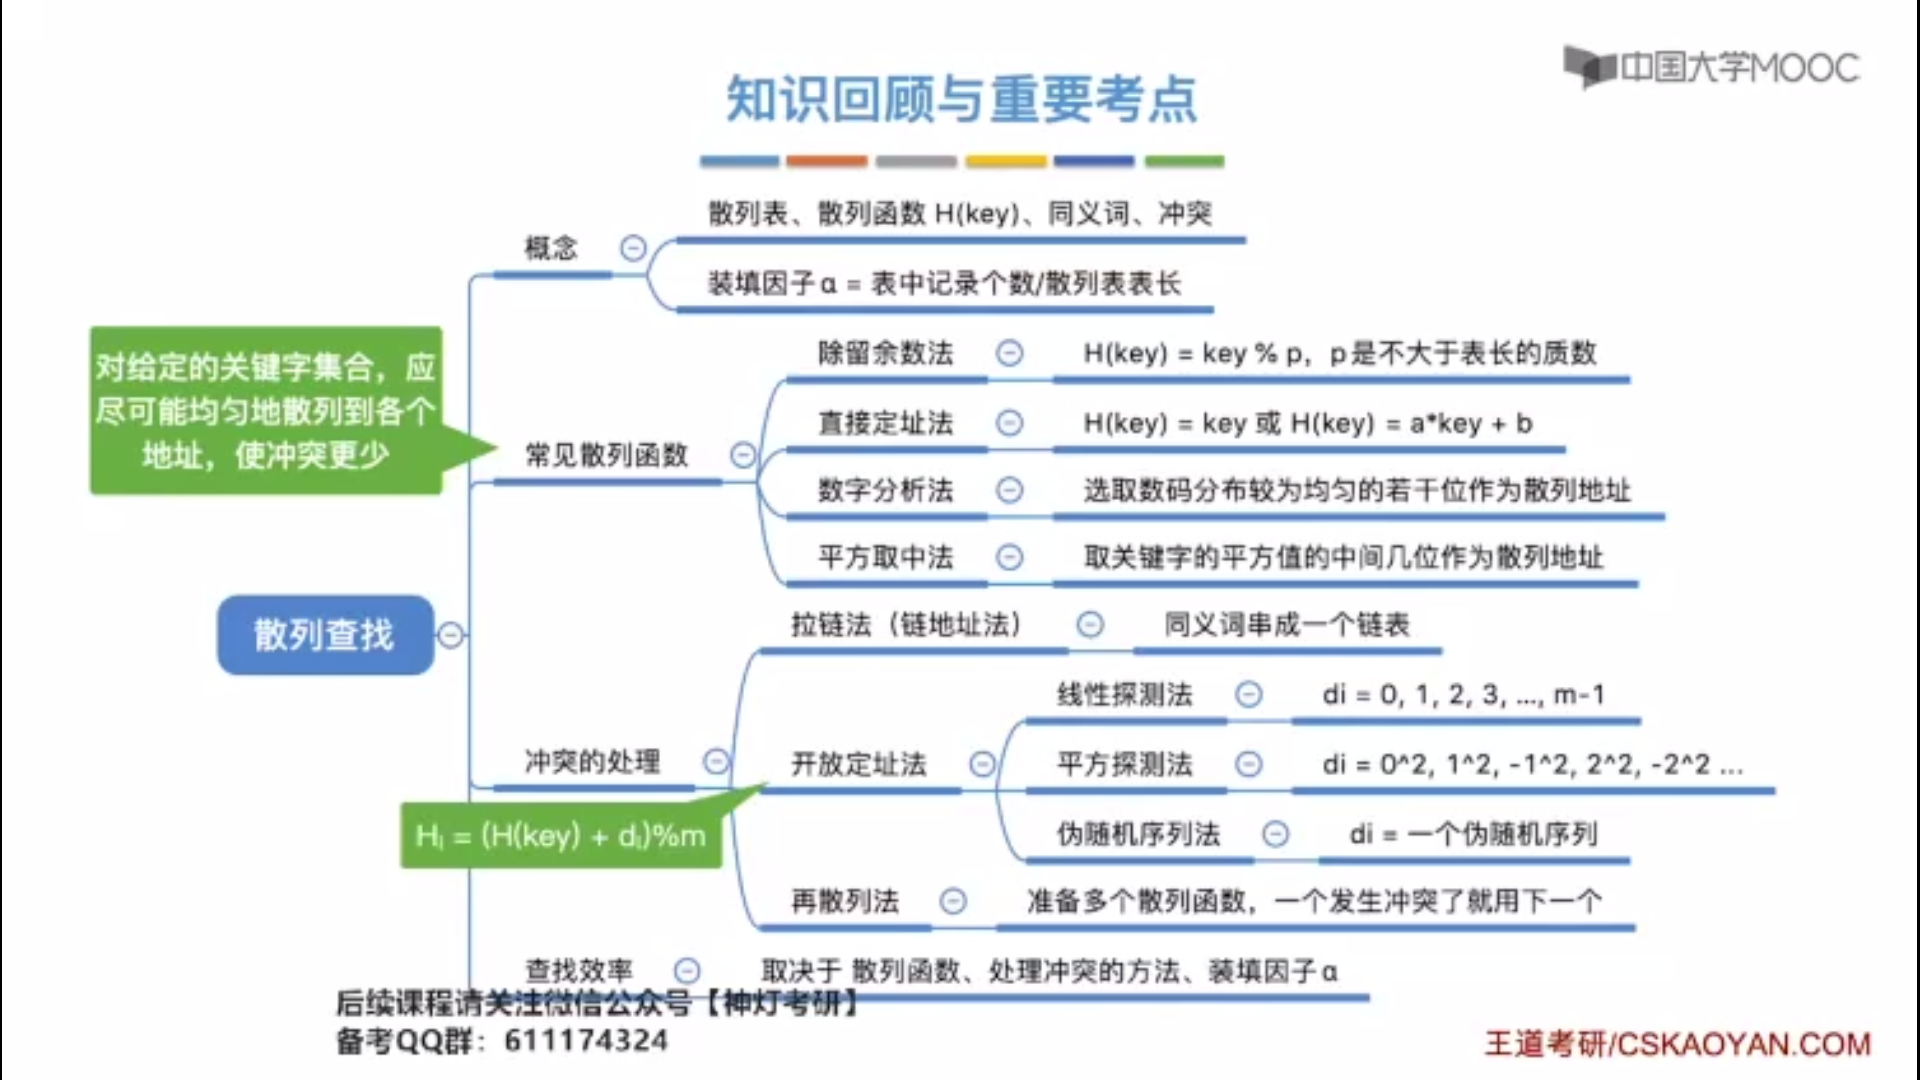 中国大学MOOC
知识回顾与重要考点
散列表、散列函数 H(key)、同义词、冲突
概念
装填因子α = 表中记录个数/散列表表长
对给定的关键字集合，应
尽可能均匀地散列到各个
地址，使冲突更少
常见散列函数
除留余数法
H(key) = key % p，p是不大于表长的质数
直接定址法
H(key) = key 或 H(key) = a*key + b
数字分析法
选取数码分布较为均匀的若干位作为散列地址
平方取中法
取关键字的平方值的中间几位作为散列地址
散列查找
冲突的处理
拉链法（链地址法）
同义词串成一个链表
开放定址法
Hᵢ = (H(key) + dᵢ)%m
线性探测法
di = 0, 1, 2, 3, ..., m-1
平方探测法
di = 0^2, 1^2, -1^2, 2^2, -2^2 ...
伪随机序列法
di = 一个伪随机序列
再散列法
准备多个散列函数，一个发生冲突了就用下一个
查找效率
取决于 散列函数、处理冲突的方法、装填因子α
后续课程请关注微信公众号【神灯考研】
备考QQ群：611174324
王道考研/CSKAOYAN.COM